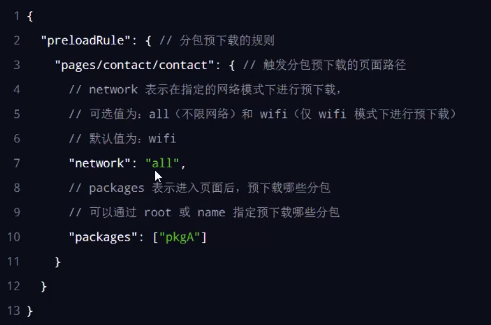 1 {
2 "preloadRule": { // 分包预下载的规则
3 "pages/contact/contact": { // 触发分包预下载的页面路径
4 // network 表示在指定的网络模式下进行预下载，
5 // 可选值为：all（不限网络）和 wifi（仅 wifi 模式下进行预下载）
6 // 默认值为：wifi
7 "network": "all",
8 // packages 表示进入页面后，预下载哪些分包
9 // 可以通过 root 或 name 指定预下载哪些分包
10 "packages": ["pkgA"]
11 }
12 }
13 }